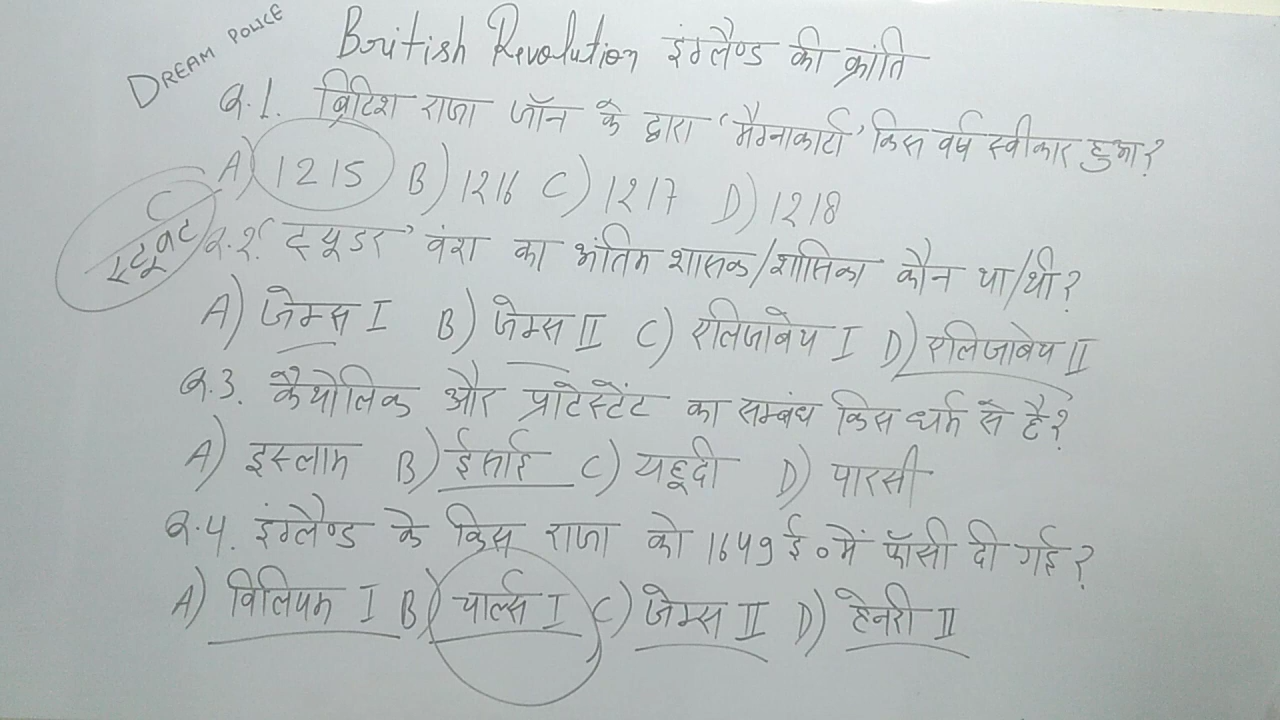 DREAM POLICE
British Revolution इंग्लैण्ड की क्रांति
Q.1. ब्रिटिश राजा जॉन के द्वारा 'मैग्नाकार्टा' किस वर्ष स्वीकार हुआ?
A) 1215 B) 1216 C) 1217 D) 1218
C
स्टूवर्ट
Q.2. 'ट्यूडर' वंश का अंतिम शासक/शासिका कौन था/थी?
A) जेम्स I B) जेम्स II C) एलिजाबेथ I D) एलिजाबेथ II
Q.3. कैथोलिक और प्रोटेस्टेंट का सम्बंध किस धर्म से है?
A) इस्लाम B) ईसाई C) यहूदी D) पारसी
Q.4. इंग्लैण्ड के किस राजा को 1649 ई० में फॉसी दी गई?
A) विलियम I B) चार्ल्स I C) जेम्स II D) हेनरी II